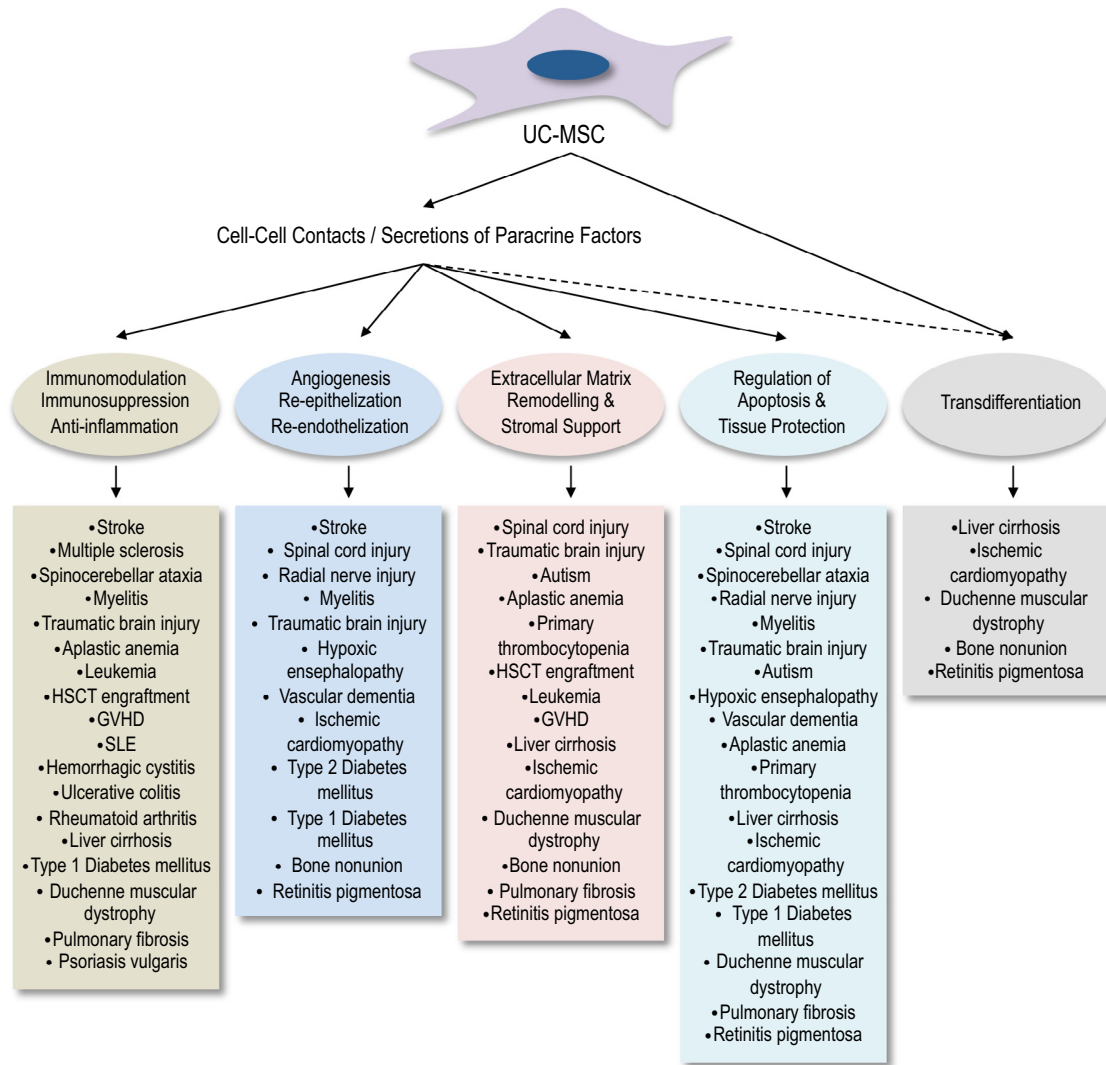 UC-MSC
Cell-Cell Contacts / Secretions of Paracrine Factors
Immunomodulation
Immunosuppression
Anti-inflammation
Angiogenesis
Re-epithelization
Re-endothelization
Extracellular Matrix
Remodelling &
Stromal Support
Regulation of
Apoptosis &
Tissue Protection
Transdifferentiation
•Stroke
•Multiple sclerosis
•Spinocerebellar ataxia
•Myelitis
•Traumatic brain injury
•Aplastic anemia
•Leukemia
•HSCT engraftment
•GVHD
•SLE
•Hemorrhagic cystitis
•Ulcerative colitis
• Rheumatoid arthritis
•Liver cirrhosis
•Type 1 Diabetes mellitus
• Duchenne muscular
dystrophy
•Pulmonary fibrosis
• Psoriasis vulgaris
•Stroke
• Spinal cord injury
• Radial nerve injury
• Myelitis
• Traumatic brain injury
• Hypoxic
ensephalopathy
• Vascular dementia
• Ischemic
cardiomyopathy
• Type 2 Diabetes
mellitus
• Type 1 Diabetes
mellitus
• Bone nonunion
• Retinitis pigmentosa
•Spinal cord injury
•Traumatic brain injury
•Autism
•Aplastic anemia
•Primary
thrombocytopenia
•HSCT engraftment
•Leukemia
•GVHD
•Liver cirrhosis
•Ischemic
cardiomyopathy
• Duchenne muscular
dystrophy
•Bone nonunion
• Pulmonary fibrosis
•Retinitis pigmentosa
•Stroke
•Spinal cord injury
•Spinocerebellar ataxia
•Radial nerve injury
•Myelitis
•Traumatic brain injury
•Autism
•Hypoxic ensephalopathy
• Vascular dementia
•Aplastic anemia
•Primary
thrombocytopenia
•Liver cirrhosis
•Ischemic
cardiomyopathy
•Type 2 Diabetes mellitus
• Type 1 Diabetes
mellitus
• Duchenne muscular
dystrophy
•Pulmonary fibrosis
•Retinitis pigmentosa
•Liver cirrhosis
•Ischemic
cardiomyopathy
• Duchenne muscular
dystrophy
• Bone nonunion
•Retinitis pigmentosa